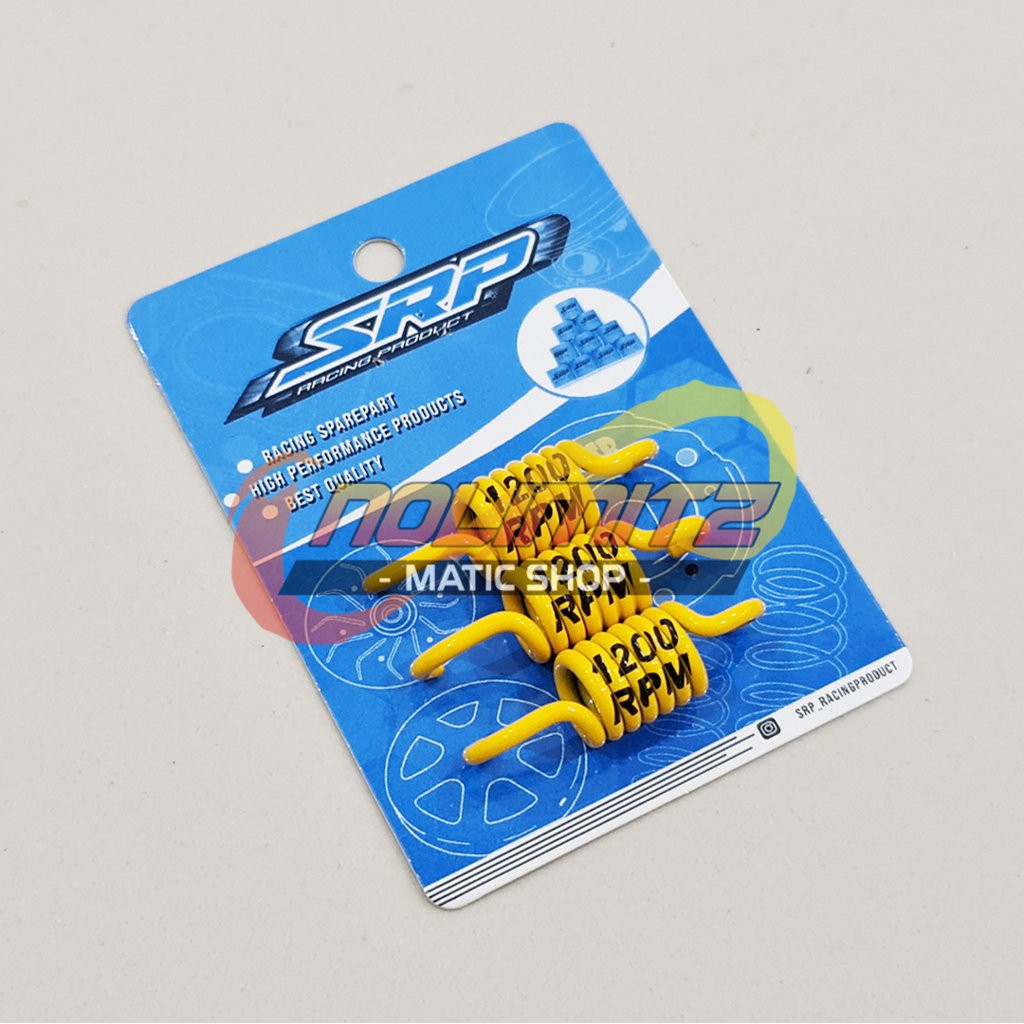 SRP
RACING PRODUCT
RACING SPAREPART
HIGH PERFORMANCE PRODUCTS
BEST QUALITY
NOLIMITZ
- MATIC SHOP -
1200
RPM
1200
RPM
1200
RPM
SRP_RACINGPRODUCT